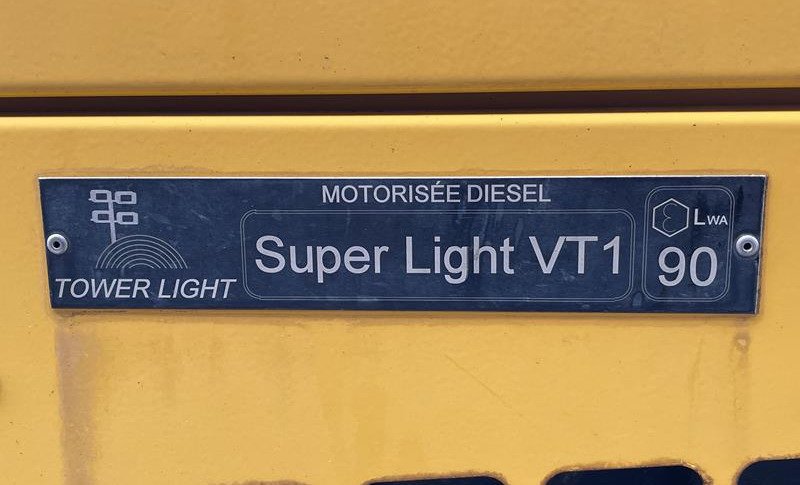 MOTORISÉE DIESEL
TOWER LIGHT
Super Light VT1
LWA
90